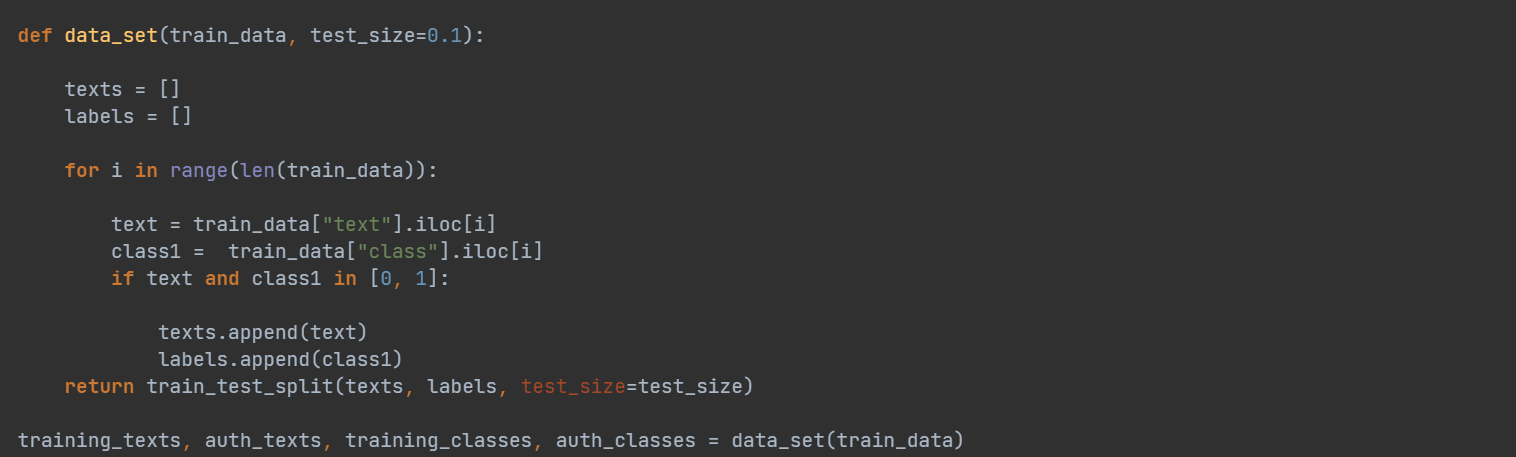 def data_set(train_data, test_size=0.1):
texts = []
labels = []
for i in range(len(train_data)):
text = train_data["text"].iloc[i]
class1 =  train_data["class"].iloc[i]
if text and class1 in [0, 1]:
texts.append(text)
labels.append(class1)
return train_test_split(texts, labels, test_size=test_size)
training_texts, auth_texts, training_classes, auth_classes = data_set(train_data)